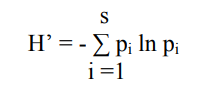 s
H’ = - ∑ pᵢ ln pᵢ
i =1